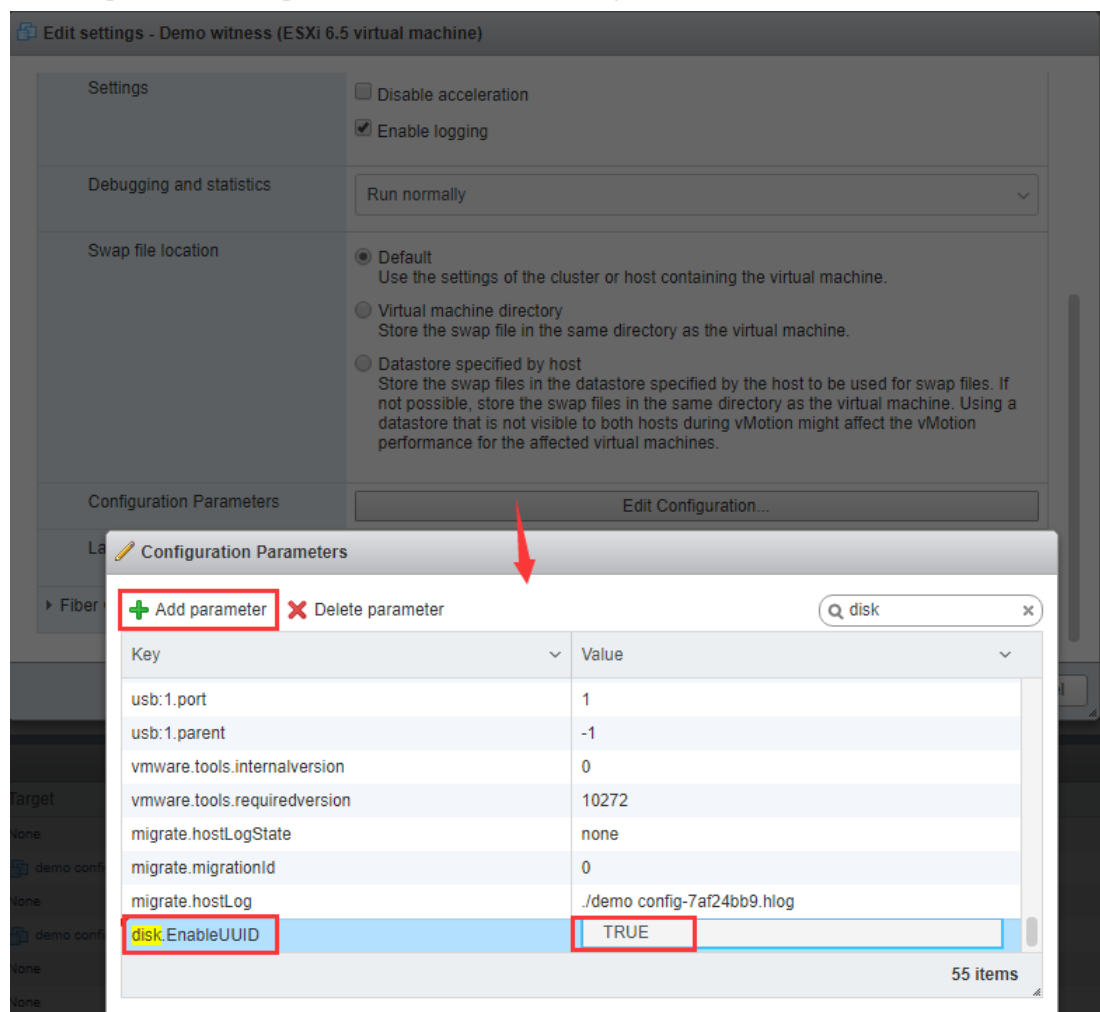 Edit settings - Demo witness (ESXi 6.5 virtual machine)
Settings
Disable acceleration
Enable logging
Debugging and statistics
Run normally
Swap file location
Default
Use the settings of the cluster or host containing the virtual machine.
Virtual machine directory
Store the swap file in the same directory as the virtual machine.
Datastore specified by host
Store the swap files in the datastore specified by the host to be used for swap files. If
not possible, store the swap files in the same directory as the virtual machine. Using a
datastore that is not visible to both hosts during vMotion might affect the vMotion
performance for the affected virtual machines.
Configuration Parameters
Edit Configuration...
La
Configuration Parameters
Fiber
Add parameter
Delete parameter
disk
Key
Value
usb:1.port
1
usb:1.parent
-1
vmware.tools.internalversion
0
vmware.tools.requiredversion
10272
migrate.hostLogState
none
migrate.migrationId
0
migrate.hostLog
./demo config-7af24bb9.hlog
disk.EnableUUID
TRUE
55 items
Target
None
demo conf
None
demo conf
None
None